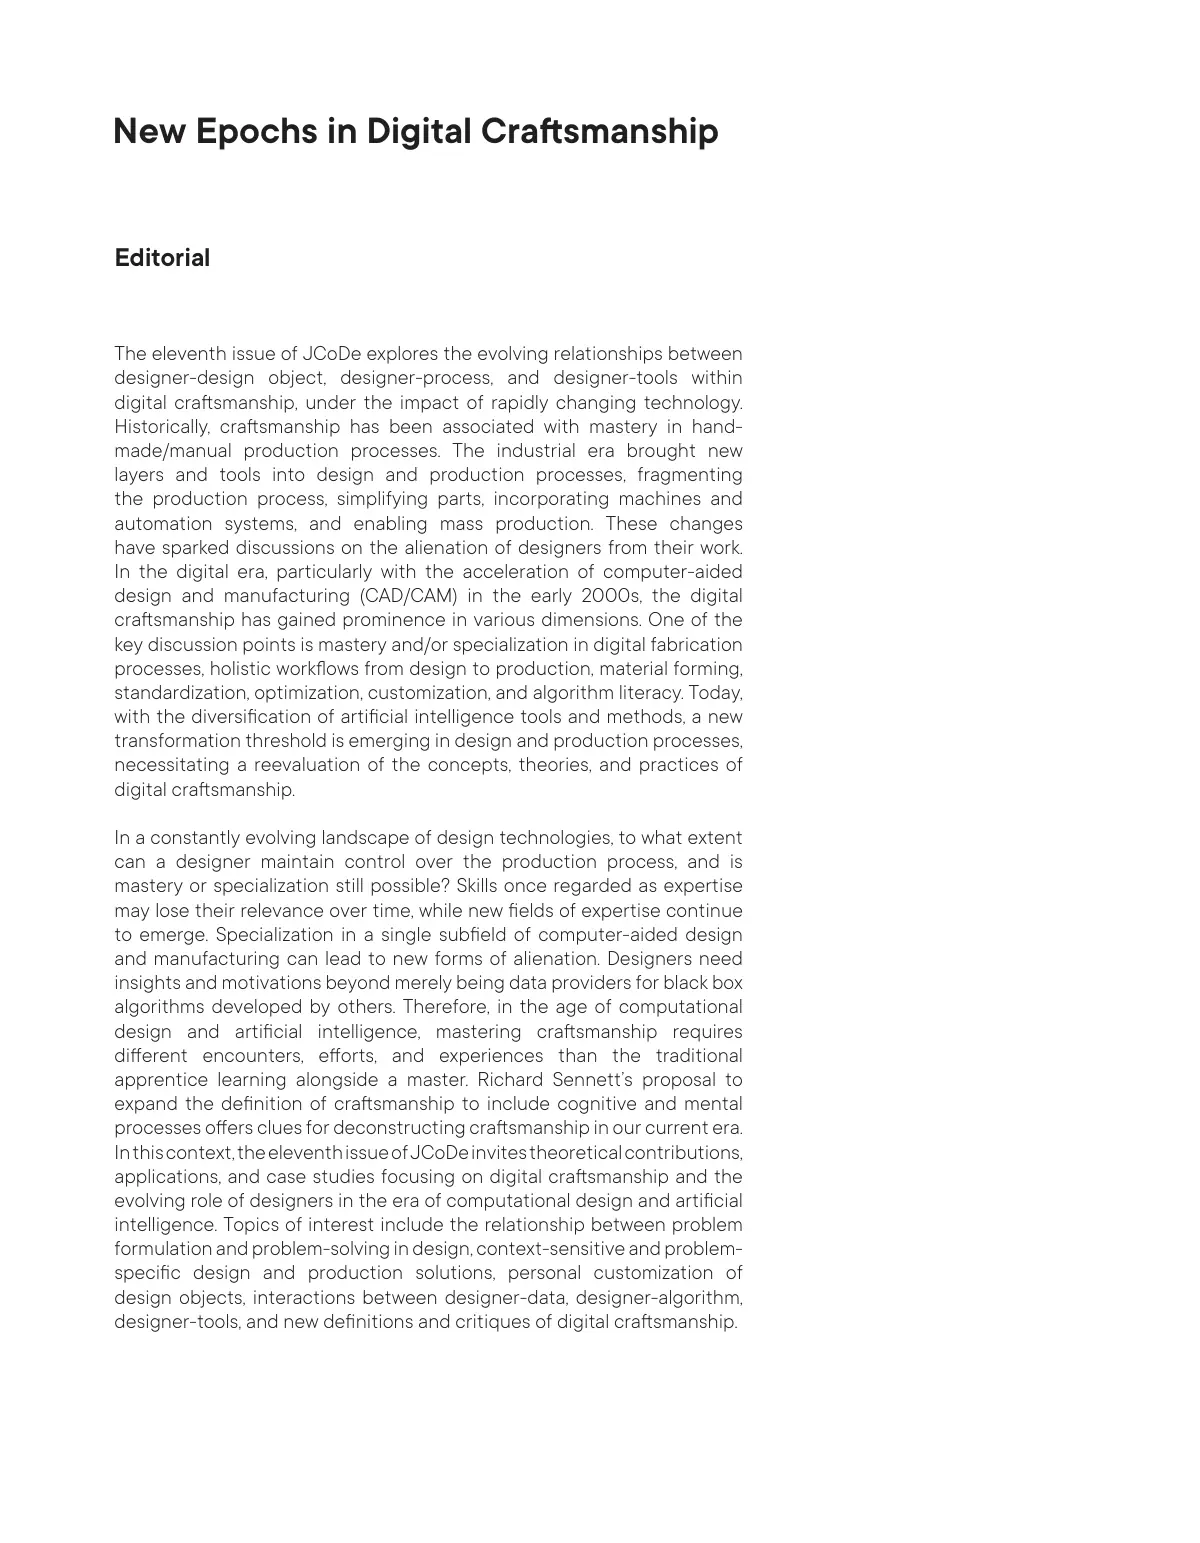 New Epochs in Digital Craftsmanship
Editorial
The eleventh issue of JCoDe explores the evolving relationships between
designer-design object, designer-process, and designer-tools within
digital craftsmanship, under the impact of rapidly changing technology.
Historically, craftsmanship has been associated with mastery in hand-
made/manual production processes. The industrial era brought new
layers and tools into design and production processes, fragmenting
the production process, simplifying parts, incorporating machines and
automation systems, and enabling mass production. These changes
have sparked discussions on the alienation of designers from their work.
In the digital era, particularly with the acceleration of computer-aided
design and manufacturing (CAD/CAM) in the early 2000s, the digital
craftsmanship has gained prominence in various dimensions. One of the
key discussion points is mastery and/or specialization in digital fabrication
processes, holistic workflows from design to production, material forming,
standardization, optimization, customization, and algorithm literacy. Today,
with the diversification of artificial intelligence tools and methods, a new
transformation threshold is emerging in design and production processes,
necessitating a reevaluation of the concepts, theories, and practices of
digital craftsmanship.
In a constantly evolving landscape of design technologies, to what extent
can a designer maintain control over the production process, and is
mastery or specialization still possible? Skills once regarded as expertise
may lose their relevance over time, while new fields of expertise continue
to emerge. Specialization in a single subfield of computer-aided design
and manufacturing can lead to new forms of alienation. Designers need
insights and motivations beyond merely being data providers for black box
algorithms developed by others. Therefore, in the age of computational
design and artificial intelligence, mastering craftsmanship requires
different encounters, efforts, and experiences than the traditional
apprentice learning alongside a master. Richard Sennett's proposal to
expand the definition of craftsmanship to include cognitive and mental
processes offers clues for deconstructing craftsmanship in our current era.
In this context, the eleventh issue of JCoDe invites theoretical contributions,
applications, and case studies focusing on digital craftsmanship and the
evolving role of designers in the era of computational design and artificial
intelligence. Topics of interest include the relationship between problem
formulation and problem-solving in design, context-sensitive and problem-
specific design and production solutions, personal customization of
design objects, interactions between designer-data, designer-algorithm,
designer-tools, and new definitions and critiques of digital craftsmanship.